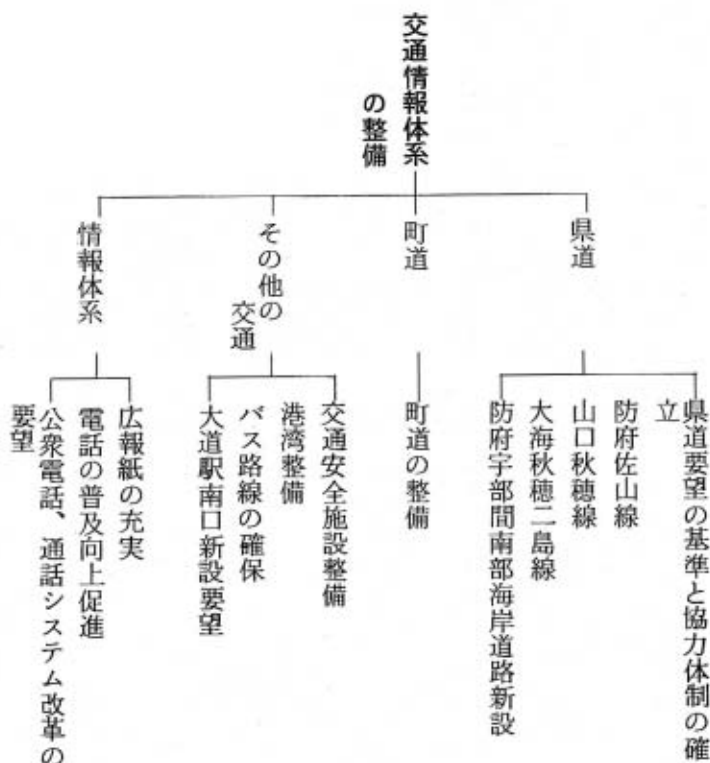 交通情報体系
の整備
県道
県道要望の基準と協力体制の確
立
防府佐山線
山口秋穂線
大海秋穂二島線
防府宇部間南部海岸道路新設
町道
町道の整備
その他の
交通
交通安全施設整備
港湾整備
バス路線の確保
大道駅南口新設要望
情報体系
広報紙の充実
電話の普及向上促進
公衆電話、通話システム改革の
要望